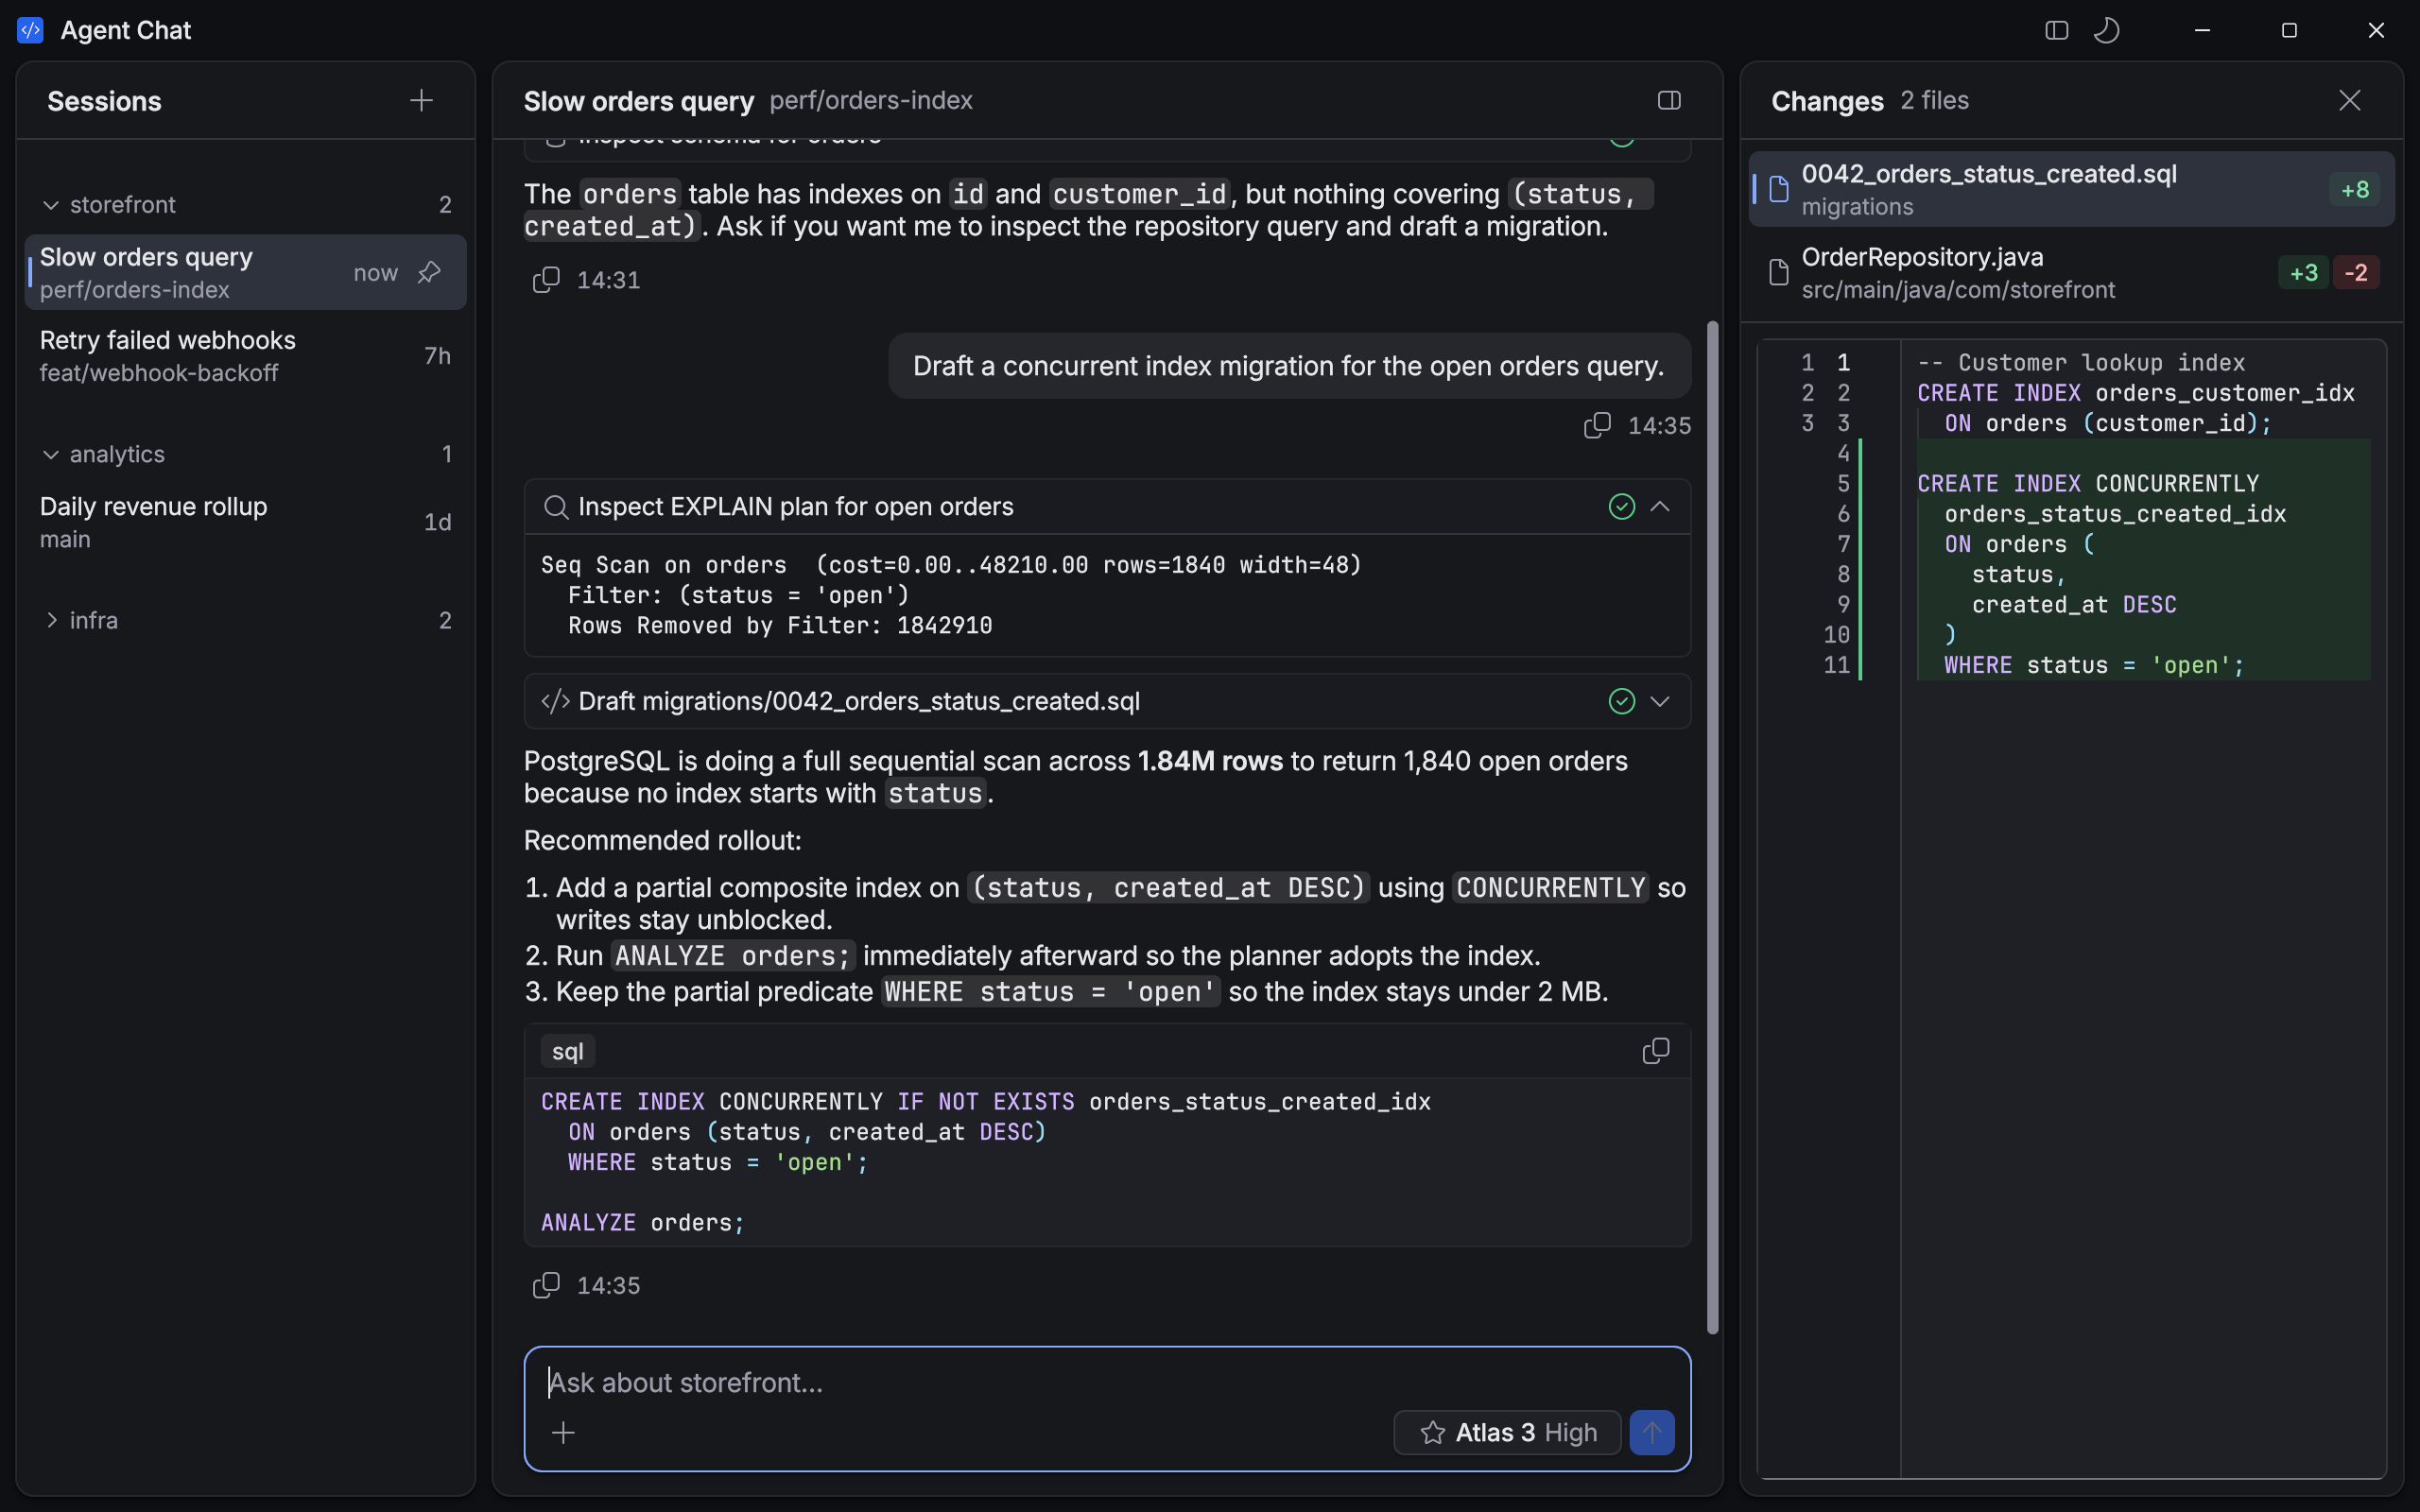 Agent Chat
Sessions
storefront 2
Slow orders query
perf/orders-index
now
Retry failed webhooks
feat/webhook-backoff
7h
analytics 1
Daily revenue rollup
main
1d
infra 2
Slow orders query perf/orders-index
Inspect schema for orders
The orders table has indexes on id and customer_id, but nothing covering (status,
created_at). Ask if you want me to inspect the repository query and draft a migration.
14:31
Draft a concurrent index migration for the open orders query.
14:35
Inspect EXPLAIN plan for open orders
Seq Scan on orders  (cost=0.00..48210.00 rows=1840 width=48)
  Filter: (status = 'open')
  Rows Removed by Filter: 1842910
</> Draft migrations/0042_orders_status_created.sql
PostgreSQL is doing a full sequential scan across 1.84M rows to return 1,840 open orders
because no index starts with status.
Recommended rollout:
1. Add a partial composite index on (status, created_at DESC) using CONCURRENTLY so
writes stay unblocked.
2. Run ANALYZE orders; immediately afterward so the planner adopts the index.
3. Keep the partial predicate WHERE status = 'open' so the index stays under 2 MB.
sql
CREATE INDEX CONCURRENTLY IF NOT EXISTS orders_status_created_idx
  ON orders (status, created_at DESC)
  WHERE status = 'open';
ANALYZE orders;
14:35
Ask about storefront...
Atlas 3 High
Changes 2 files
0042_orders_status_created.sql
migrations
+8
OrderRepository.java
src/main/java/com/storefront
+3 -2
1 1 -- Customer lookup index
2 2 CREATE INDEX orders_customer_idx
3 3   ON orders (customer_id);
4
5 CREATE INDEX CONCURRENTLY
6   orders_status_created_idx
7   ON orders (
8     status,
9     created_at DESC
10   )
11   WHERE status = 'open';